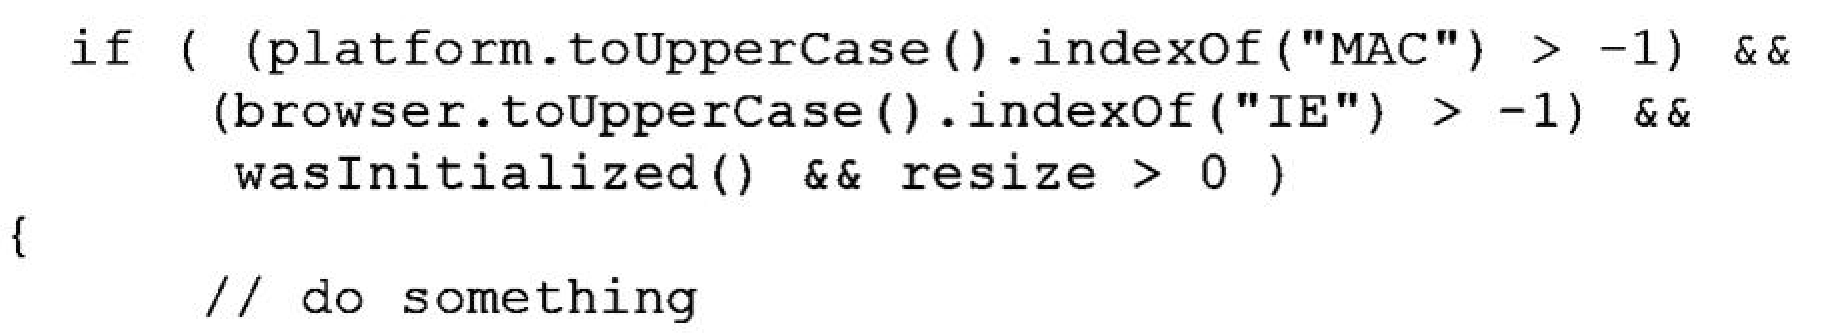 if ( (platform.toUpperCase().indexOf("MAC") > -1) &&
(browser.toUpperCase().indexOf("IE") > -1) &&
wasInitialized() && resize > 0 )
{
// do something